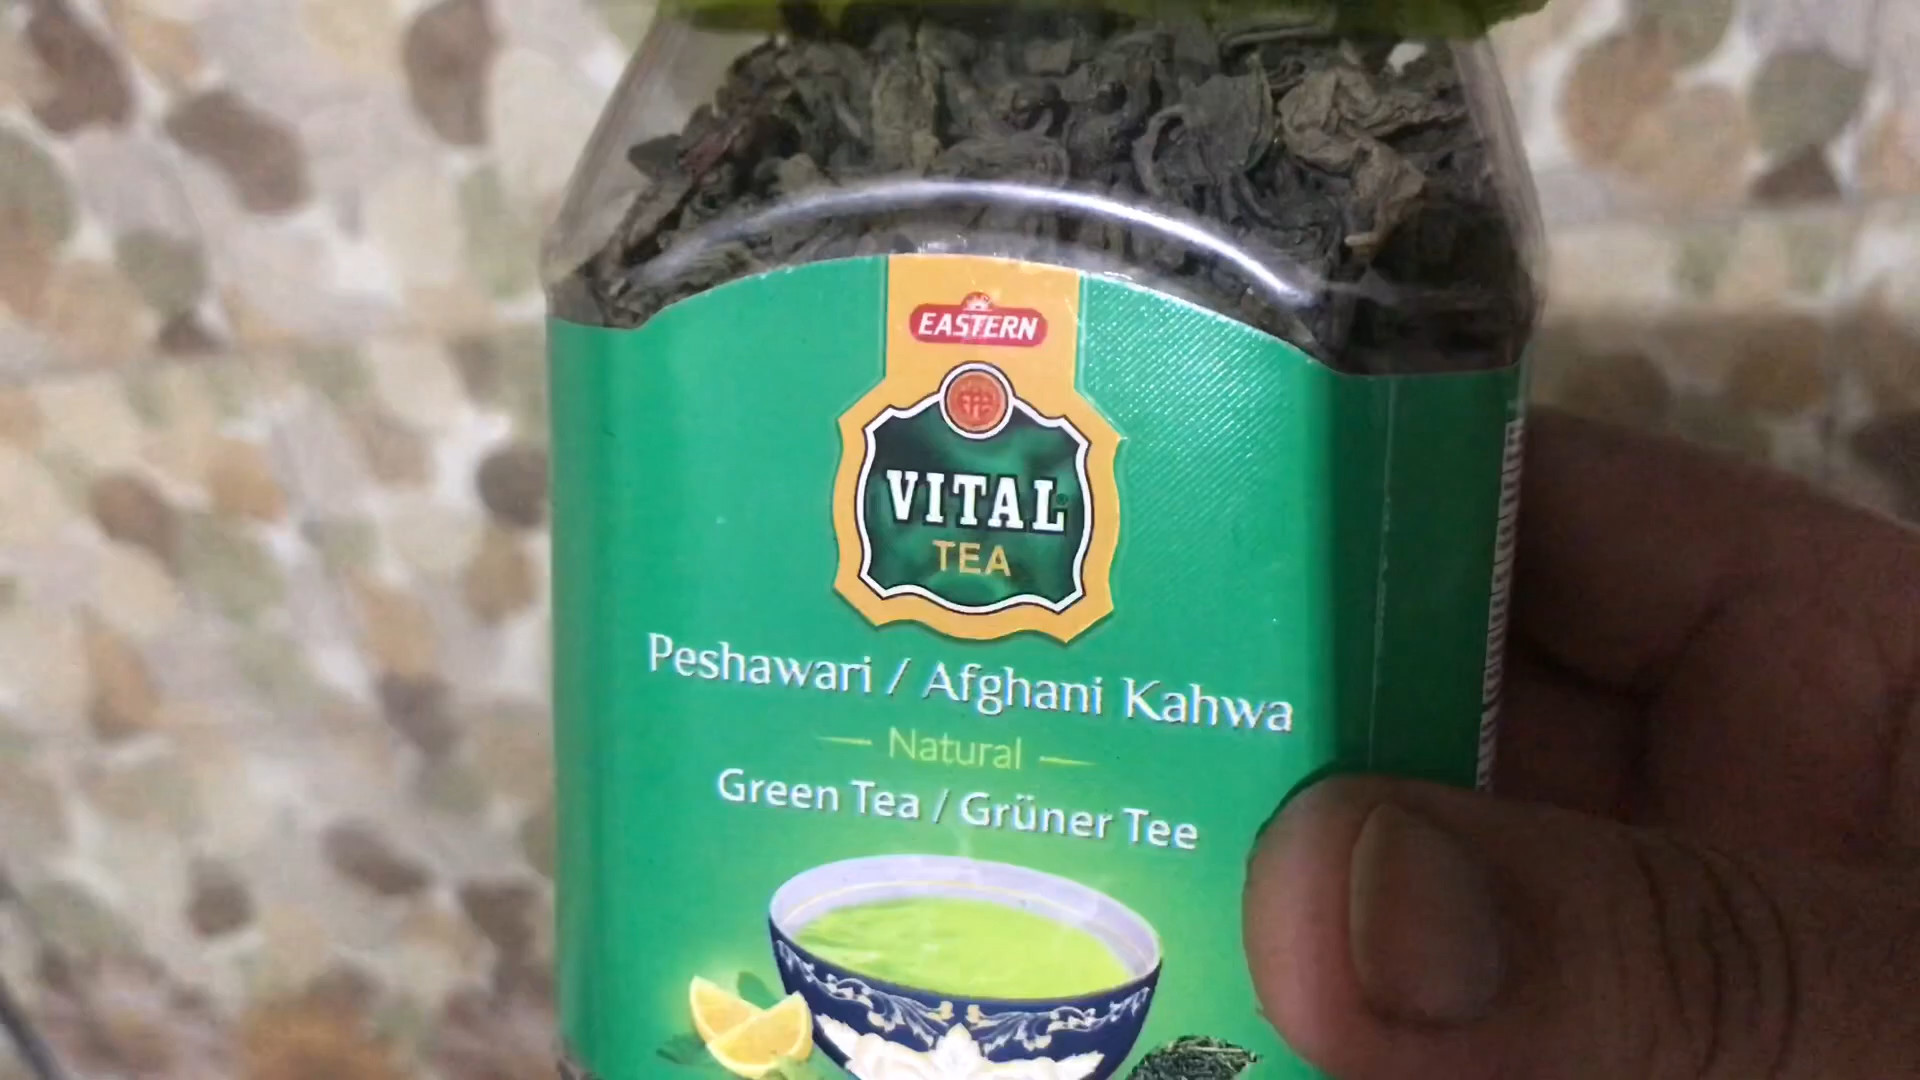 EASTERN
VITAL
TEA
Peshawari / Afghani Kahwa
Natural
Green Tea / Grüner Tee